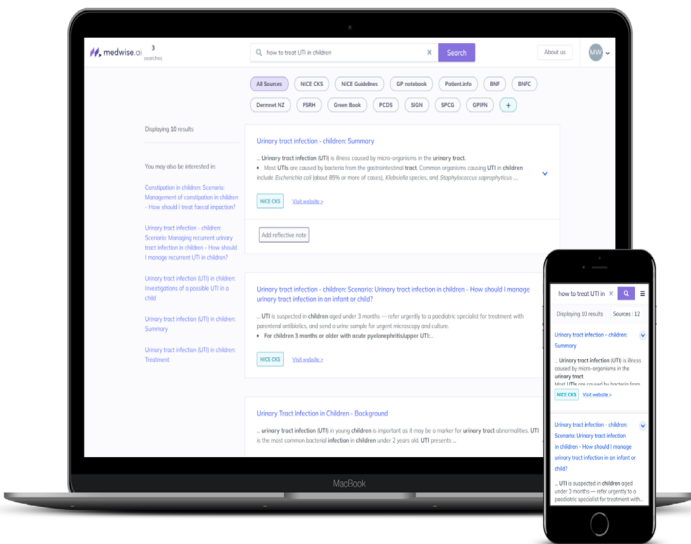 medwise.ai
3
searches
how to treat UTI in children
X
Search
About us
MW
All Sources
NICE CKS
NICE Guidelines
GP notebook
Patient.info
BNF
BNFC
Dermnet NZ
FSRH
Green Book
PCDS
SIGN
SPCG
GPIFN
+
Displaying 10 results
You may also be interested in:
Constipation in children: Scenario:
Management of constipation in children
- How should I treat faecal impaction?
Urinary tract infection - children:
Scenario: Managing recurrent urinary
tract infection in children - How should
I manage recurrent UTI in children?
Urinary tract infection (UTI) in children:
Investigations of a possible UTI in a
child
Urinary tract infection (UTI) in children:
Summary
Urinary tract infection (UTI) in children:
Treatment
Urinary tract infection - children: Summary
... Urinary tract infection (UTI) is illness caused by micro-organisms in the urinary tract.
• Most UTIs are caused by bacteria from the gastrointestinal tract. Common organisms causing UTI in children
include Escherichia coli (about 85% or more of cases), Klebsiella species, and Staphylococcus saprophyticus ...
NICE CKS
Visit website >
Add reflective note
Urinary tract infection - children: Scenario: Urinary tract infection in children - How should I manage
urinary tract infection in an infant or child?
... UTI is suspected in children aged under 3 months — refer urgently to a paediatric specialist for treatment with
parenteral antibiotics, and send a urine sample for urgent microscopy and culture.
• For children 3 months or older with acute pyelonephritis/upper UTI:...
NICE CKS
Visit website >
Urinary Tract Infection in Children - Background
... urinary tract infection (UTI) in young children is important as it may be a marker for urinary tract abnormalities. UTI
is the most common bacterial infection in children under 2 years old. UTI presents ...
MacBook
how to treat UTI in
X
Displaying 10 results
Sources : 12
Urinary tract infection - children:
Summary
... Urinary tract infection (UTI) is illness
caused by micro-organisms in the
urinary tract.
Most UTIs are caused by bacteria from
NICE CKS
Visit website >
Urinary tract infection - children:
Scenario: Urinary tract infection
in children - How should I manage
urinary tract infection in an infant or
child?
... UTI is suspected in children aged
under 3 months — refer urgently to a
paediatric specialist for treatment with...